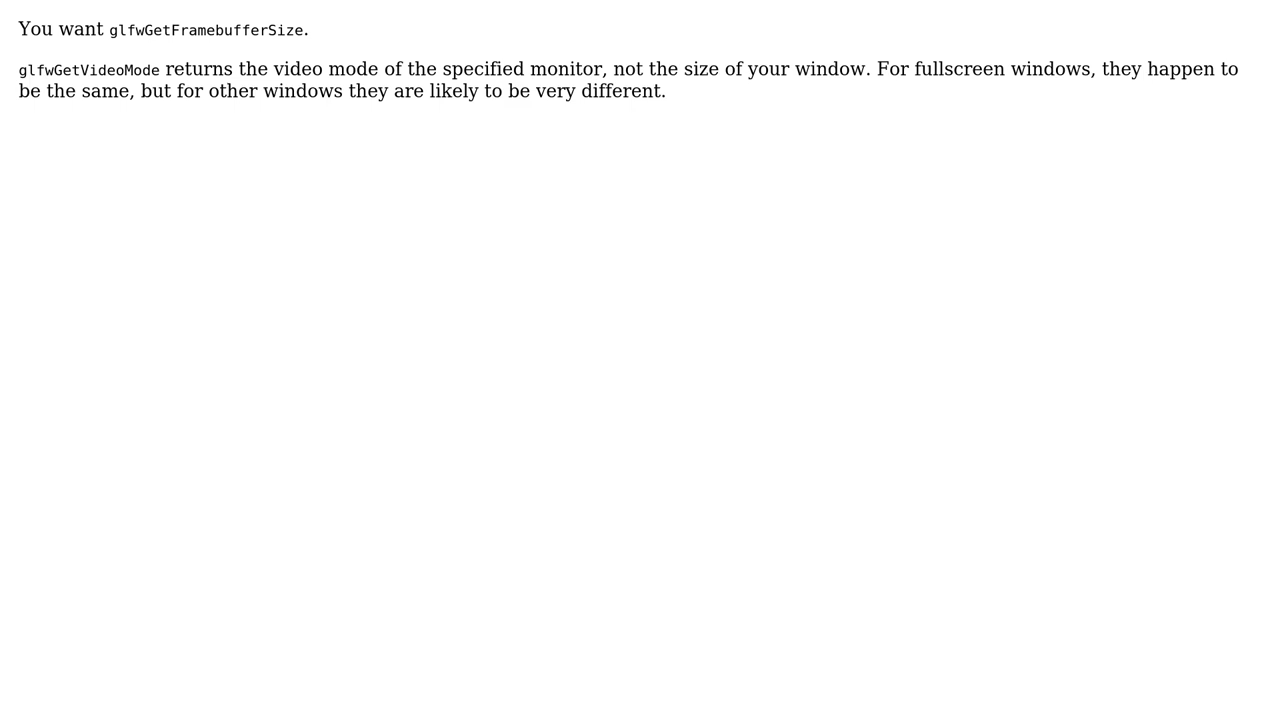 You want glfwGetFramebufferSize.
glfwGetVideoMode returns the video mode of the specified monitor, not the size of your window. For fullscreen windows, they happen to
be the same, but for other windows they are likely to be very different.